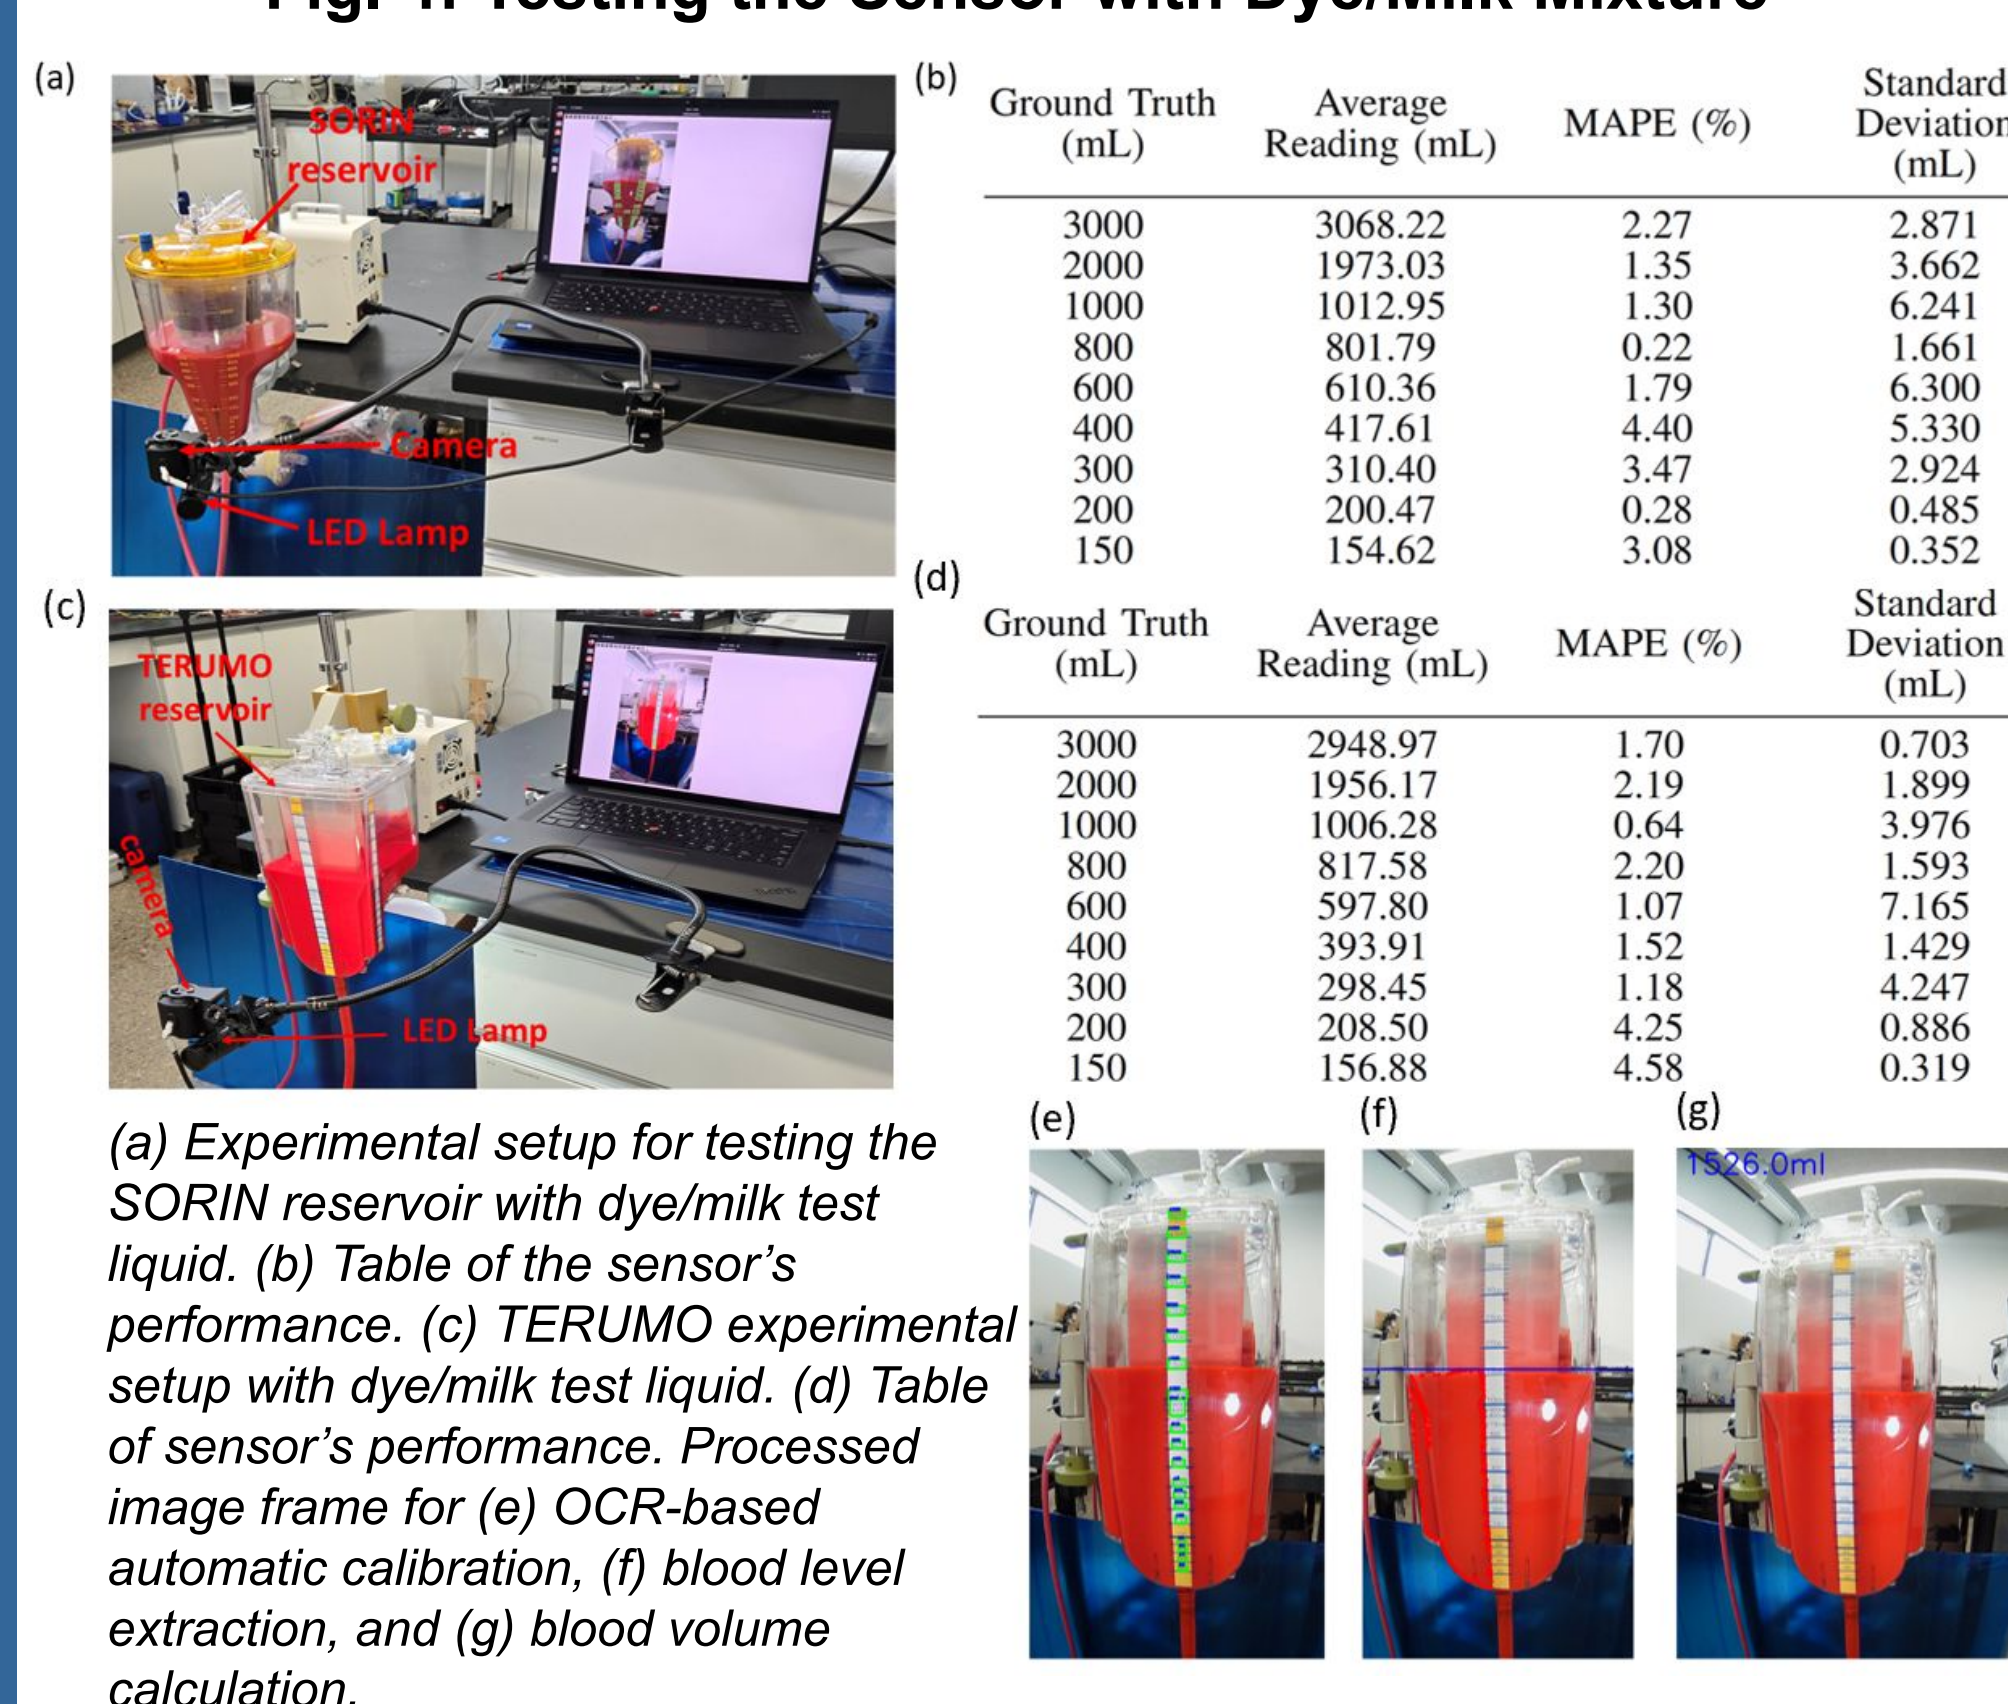 Fig. 4. Testing the Sensor with Dye/Milk Mixture
(a)
SORIN
reservoir
Camera
LED Lamp
(b)
Ground Truth (mL) Average Reading (mL) MAPE (%) Standard Deviation (mL)
3000 3068.22 2.27 2.871
2000 1973.03 1.35 3.662
1000 1012.95 1.30 6.241
800 801.79 0.22 1.661
600 610.36 1.79 6.300
400 417.61 4.40 5.330
300 310.40 3.47 2.924
200 200.47 0.28 0.485
150 154.62 3.08 0.352
(c)
TERUMO
reservoir
camera
LED Lamp
(d)
Ground Truth (mL) Average Reading (mL) MAPE (%) Standard Deviation (mL)
3000 2948.97 1.70 0.703
2000 1956.17 2.19 1.899
1000 1006.28 0.64 3.976
800 817.58 2.20 1.593
600 597.80 1.07 7.165
400 393.91 1.52 1.429
300 298.45 1.18 4.247
200 208.50 4.25 0.886
150 156.88 4.58 0.319
(e)
(f)
(g)
1526.0ml
(a) Experimental setup for testing the
SORIN reservoir with dye/milk test
liquid. (b) Table of the sensor’s
performance. (c) TERUMO experimental
setup with dye/milk test liquid. (d) Table
of sensor’s performance. Processed
image frame for (e) OCR-based
automatic calibration, (f) blood level
extraction, and (g) blood volume
calculation.